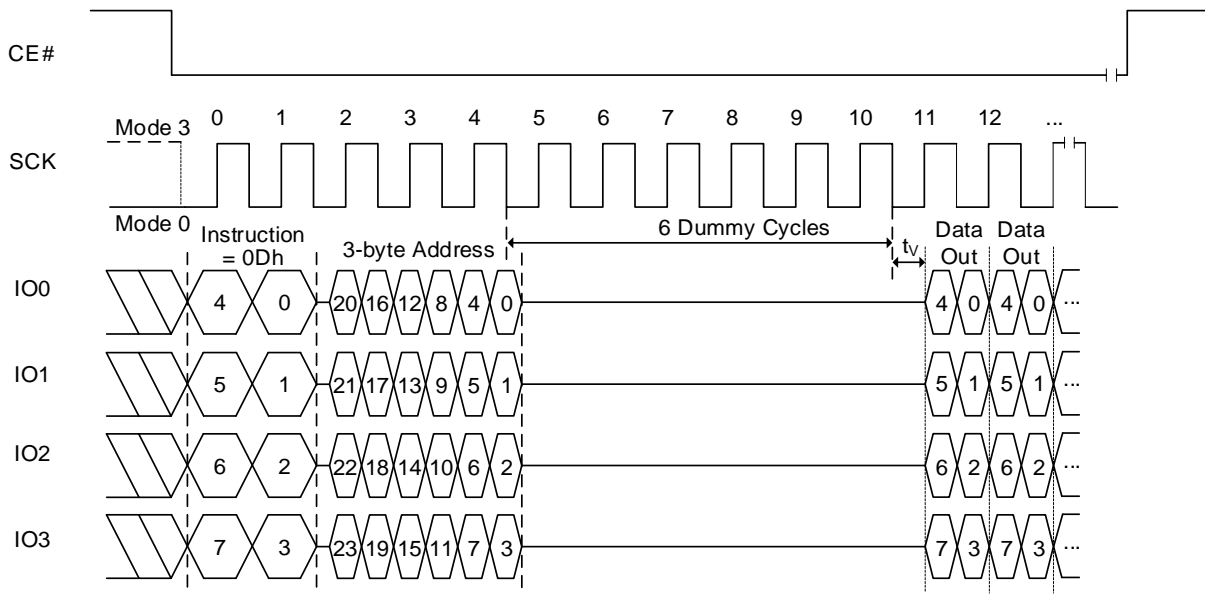 CE#
0 1 2 3 4 5 6 7 8 9 10 11 12 ...
Mode 3
SCK
Mode 0
Instruction = 0Dh
3-byte Address
6 Dummy Cycles
tV
Data Out
Data Out
IO0 4 0 20 16 12 8 4 0 4 0 4 0 ...
IO1 5 1 21 17 13 9 5 1 5 1 5 1 ...
IO2 6 2 22 18 14 10 6 2 6 2 6 2 ...
IO3 7 3 23 19 15 11 7 3 7 3 7 3 ...